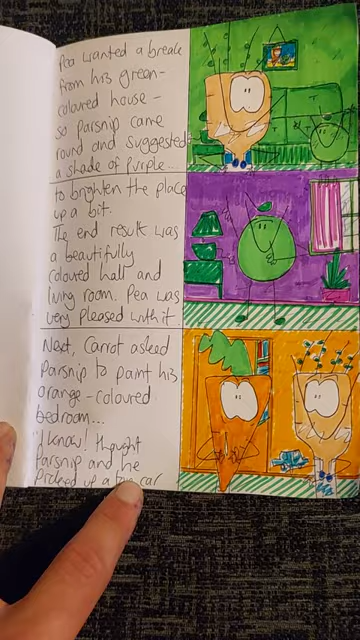 Pea wanted a break
from his green-
coloured house -
so Parsnip came
round and suggested
a shade of purple...
to brighten the place
up a bit.
The end result was
a beautifully
coloured hall and
living room. Pea was
very pleased with it
Next, Carrot asked
Parsnip to paint his
orange-coloured
bedroom...
"I know! thought
Parsnip and he
picked up a toy car